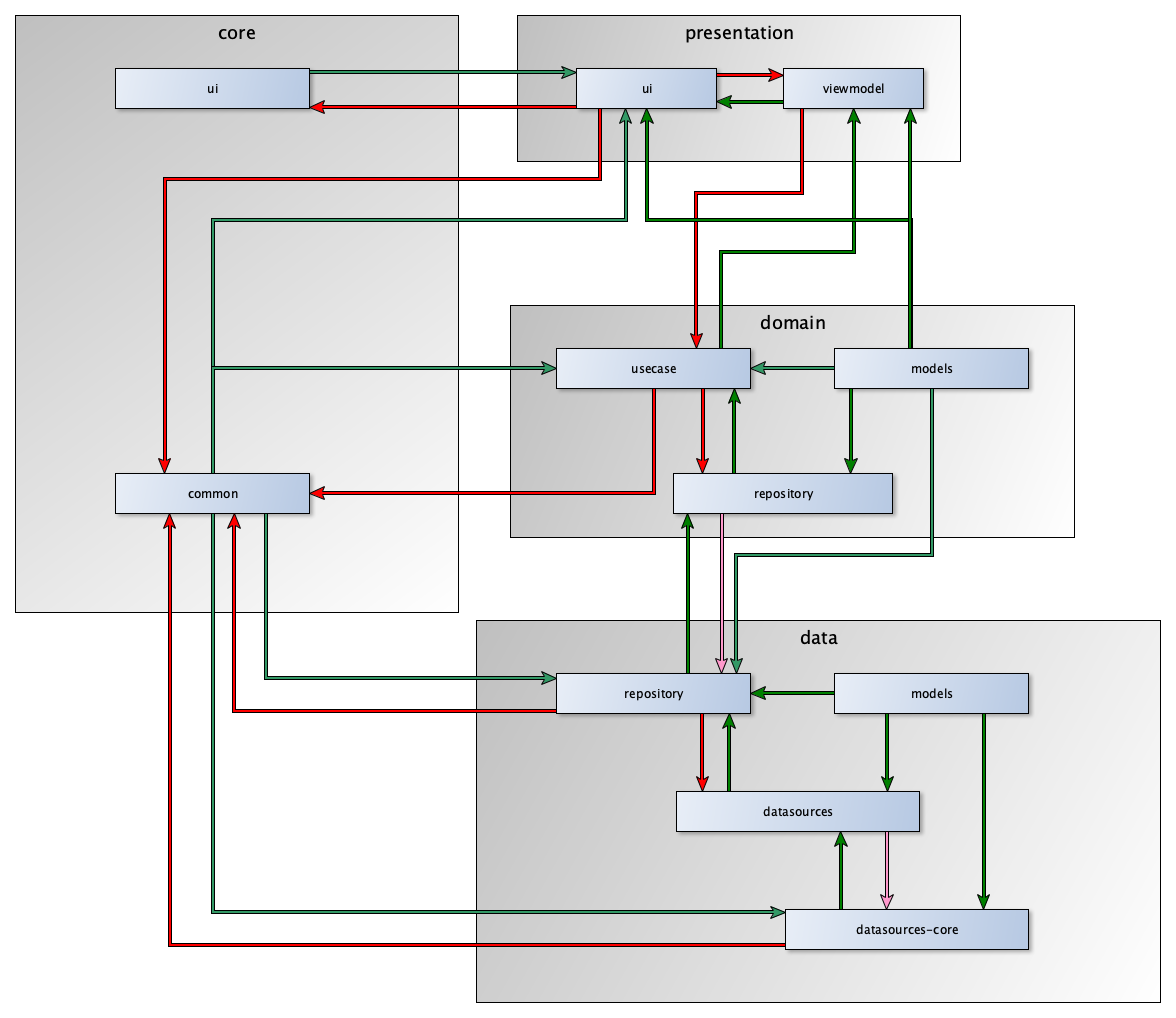 core
presentation
ui
ui
viewmodel
domain
usecase
models
common
repository
data
repository
models
datasources
datasources-core